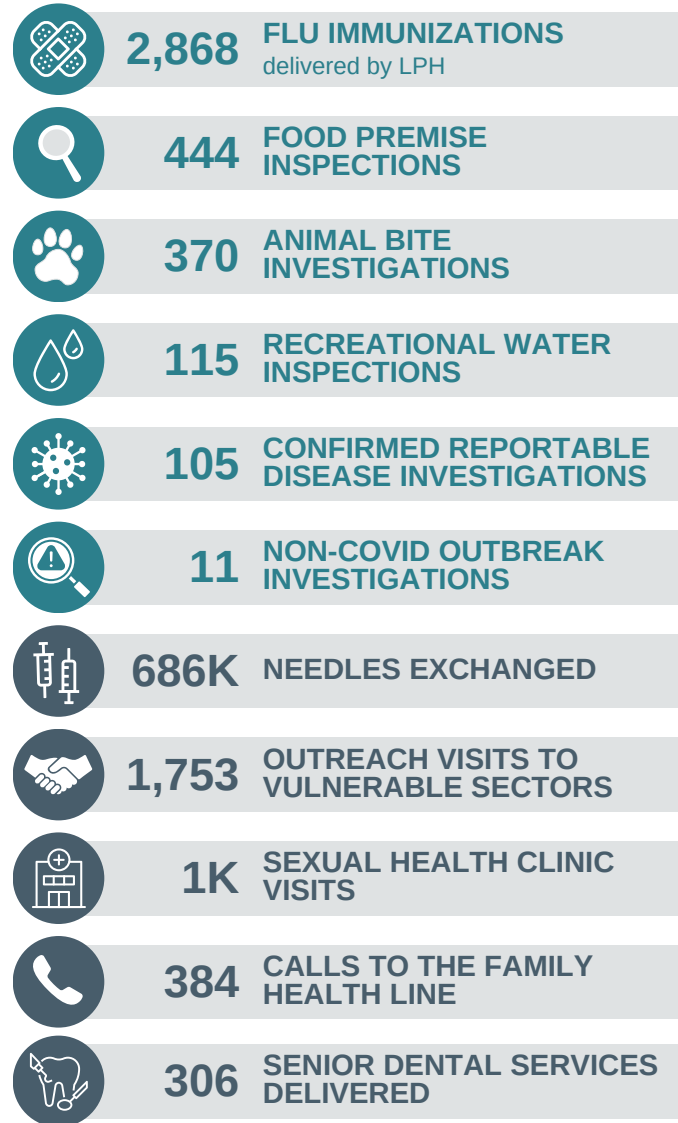 2,868 FLU IMMUNIZATIONS
delivered by LPH
444 FOOD PREMISE
INSPECTIONS
370 ANIMAL BITE
INVESTIGATIONS
115 RECREATIONAL WATER
INSPECTIONS
105 CONFIRMED REPORTABLE
DISEASE INVESTIGATIONS
11 NON-COVID OUTBREAK
INVESTIGATIONS
686K NEEDLES EXCHANGED
1,753 OUTREACH VISITS TO
VULNERABLE SECTORS
1K SEXUAL HEALTH CLINIC
VISITS
384 CALLS TO THE FAMILY
HEALTH LINE
306 SENIOR DENTAL SERVICES
DELIVERED